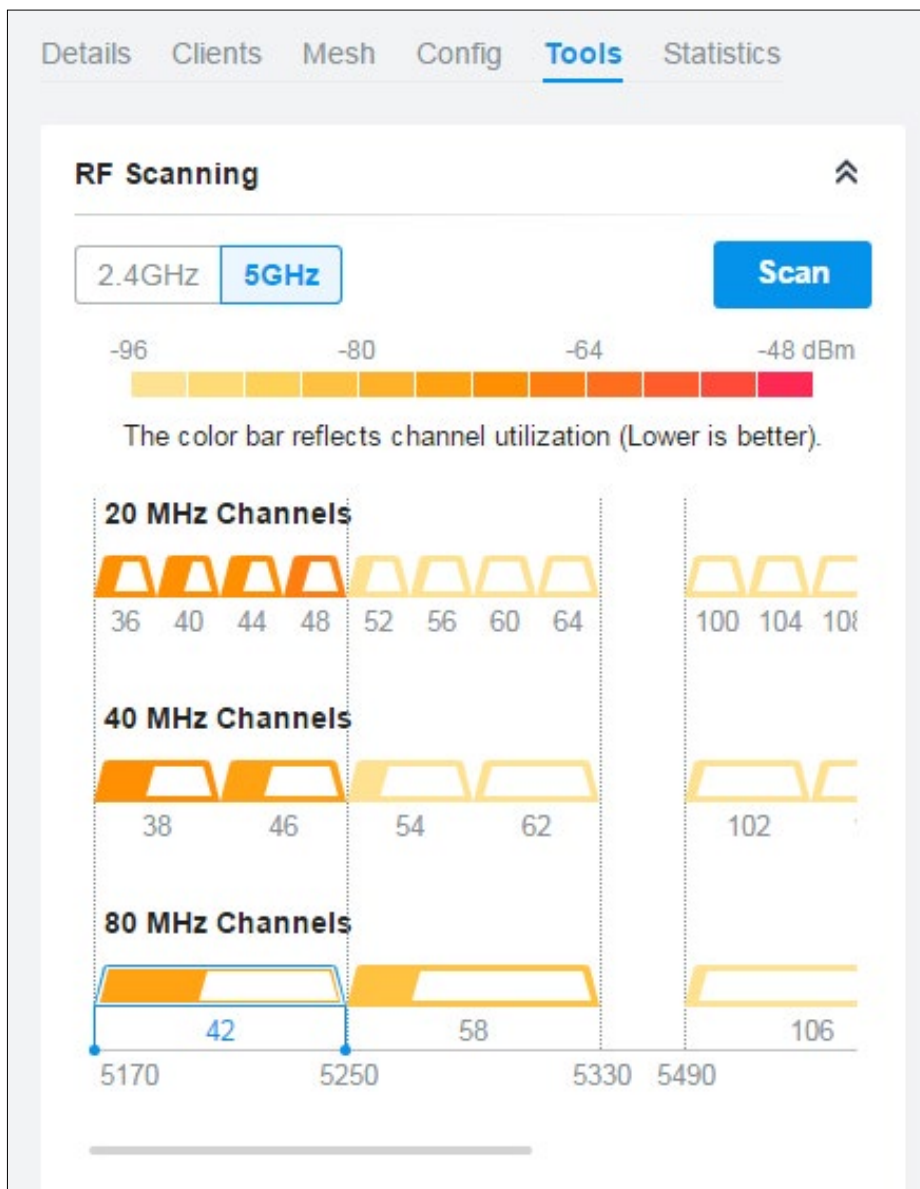 Details Clients Mesh Config Tools Statistics
RF Scanning
2.4GHz 5GHz Scan
-96 -80 -64 -48 dBm
The color bar reflects channel utilization (Lower is better).
20 MHz Channels
36 40 44 48 52 56 60 64 100 104
40 MHz Channels
38 46 54 62 102
80 MHz Channels
42 58 106
5170 5250 5330 5490